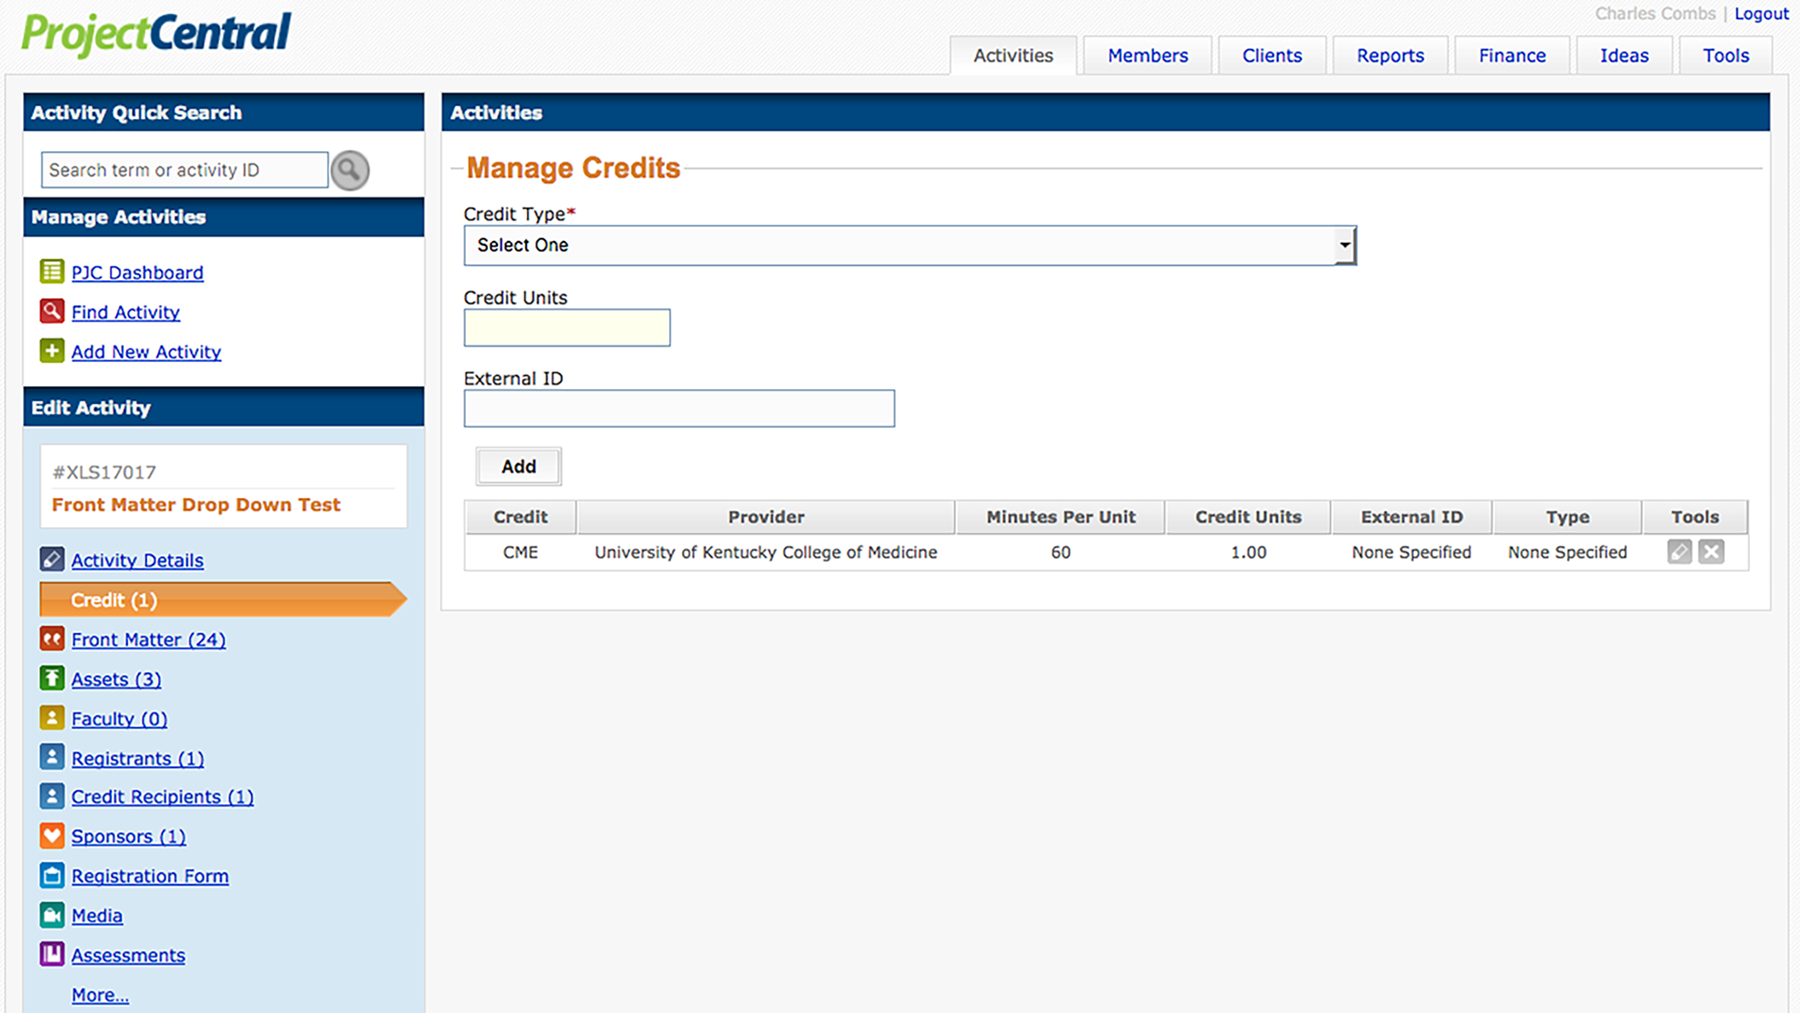 ProjectCentral
Charles Combs | Logout
Activities Members Clients Reports Finance Ideas Tools
Activity Quick Search
Search term or activity ID
Manage Activities
PJC Dashboard
Find Activity
Add New Activity
Edit Activity
#XLS17017
Front Matter Drop Down Test
Activity Details
Credit (1)
Front Matter (24)
Assets (3)
Faculty (0)
Registrants (1)
Credit Recipients (1)
Sponsors (1)
Registration Form
Media
Assessments
More...
Activities
Manage Credits
Credit Type*
Select One
Credit Units
External ID
Add
Credit Provider Minutes Per Unit Credit Units External ID Type Tools
CME University of Kentucky College of Medicine 60 1.00 None Specified None Specified